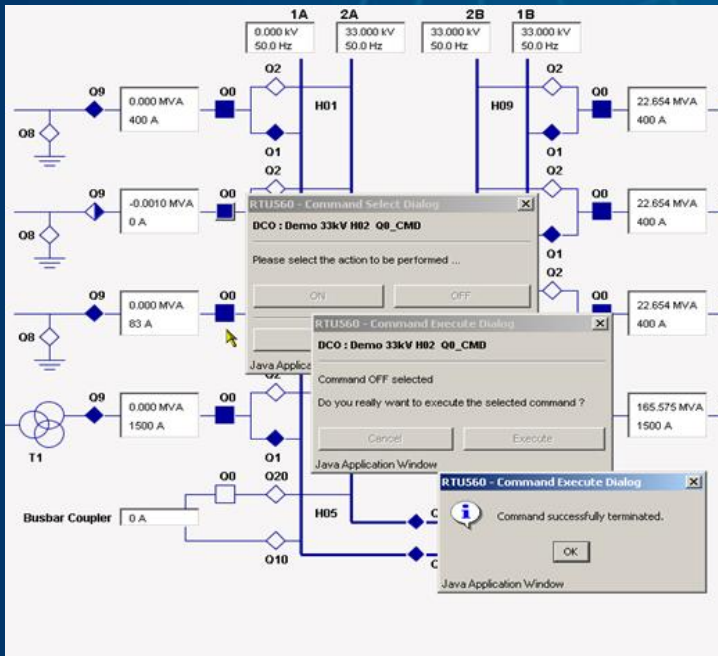 1A 2A 2B 1B
0.000 kV 33.000 kV 33.000 kV 33.000 kV
50.0 Hz 50.0 Hz 50.0 Hz 50.0 Hz
Q2 Q2
Q9 Q0 Q0
0.000 MVA 22.654 MVA
400 A H01 H09 400 A
Q8
Q1 Q1
Q2 Q2
Q9 Q0 Q0
-0.0010 MVA 22.654 MVA
0 A 400 A
Q8
Q1
RTU560 - Command Select Dialog
DCO : Demo 33kV H02 Q0_CMD
Please select the action to be performed ...
ON OFF
Java Applic
Q2
Q9 Q0 Q0
0.000 MVA 22.654 MVA
83 A 400 A
Q8
RTU560 - Command Execute Dialog
DCO : Demo 33kV H02 Q0_CMD
Command OFF selected
Do you really want to execute the selected command ?
Cancel Execute
Java Application Window
Q2
Q9 Q0
0.000 MVA 165.575 MVA
1500 A 1500 A
T1
Q1
RTU560 - Command Execute Dialog
Command successfully terminated.
OK
Java Application Window
Q0 Q20
Busbar Coupler 0 A H05
Q10